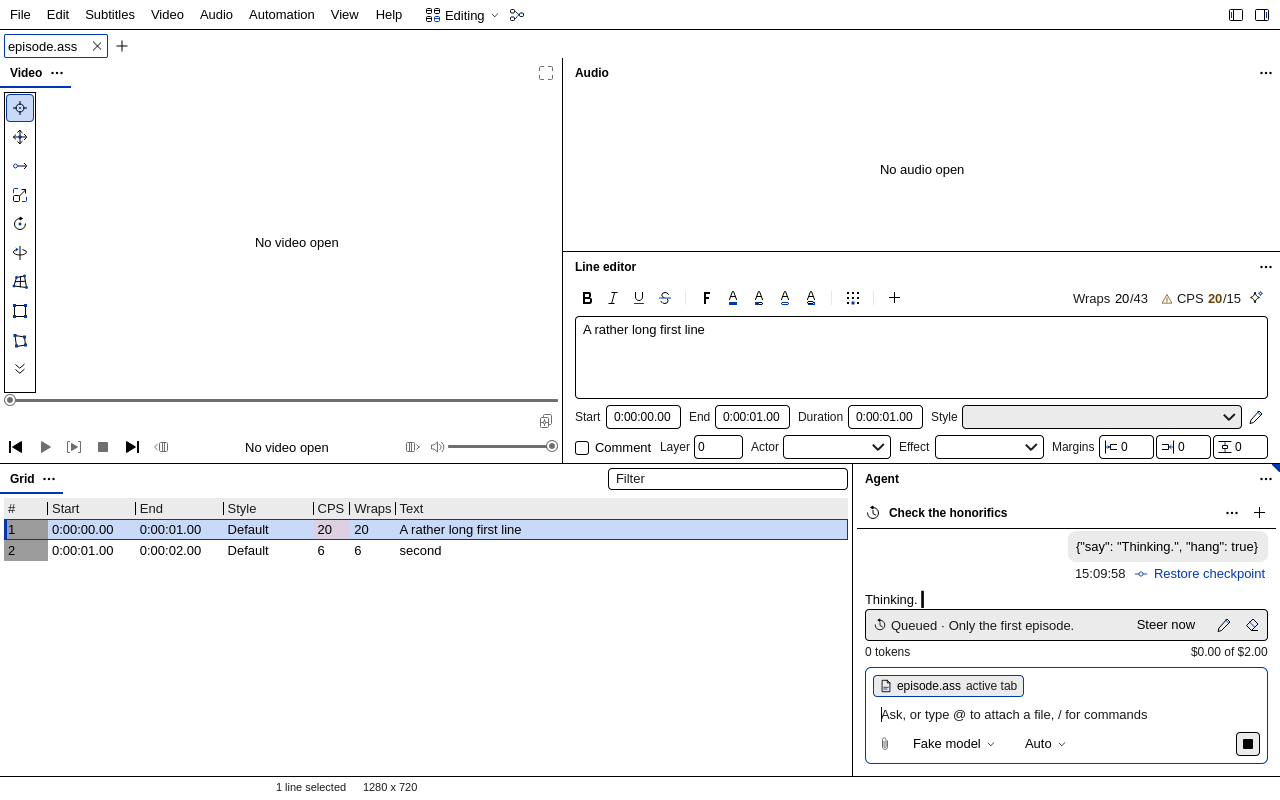 File Edit Subtitles Video Audio Automation View Help Editing
episode.ass
Video
No video open
No video open
Audio
No audio open
Line editor
B I U S F A A A A Wraps 20/43 CPS 20/15
A rather long first line
Start 0:00:00.00 End 0:00:01.00 Duration 0:00:01.00 Style
Comment Layer 0 Actor Effect Margins 0 0 0
Grid
Filter
# Start End Style CPS Wraps Text
1 0:00:00.00 0:00:01.00 Default 20 20 A rather long first line
2 0:00:01.00 0:00:02.00 Default 6 6 second
Agent
Check the honorifics
{"say": "Thinking.", "hang": true}
15:09:58 Restore checkpoint
Thinking.
Queued · Only the first episode. Steer now
0 tokens $0.00 of $2.00
episode.ass active tab
Ask, or type @ to attach a file, / for commands
Fake model Auto
1 line selected 1280 x 720